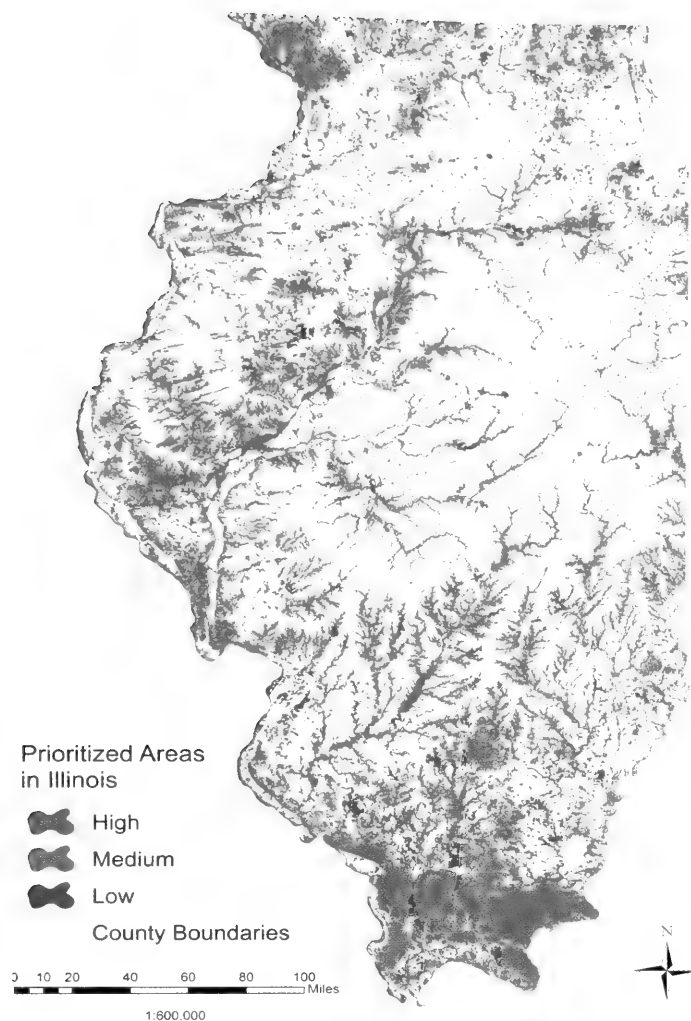 Prioritized Areas
in Illinois
High
Medium
Low
County Boundaries
0 10 20 40 60 80 100
Miles
1:600,000
N